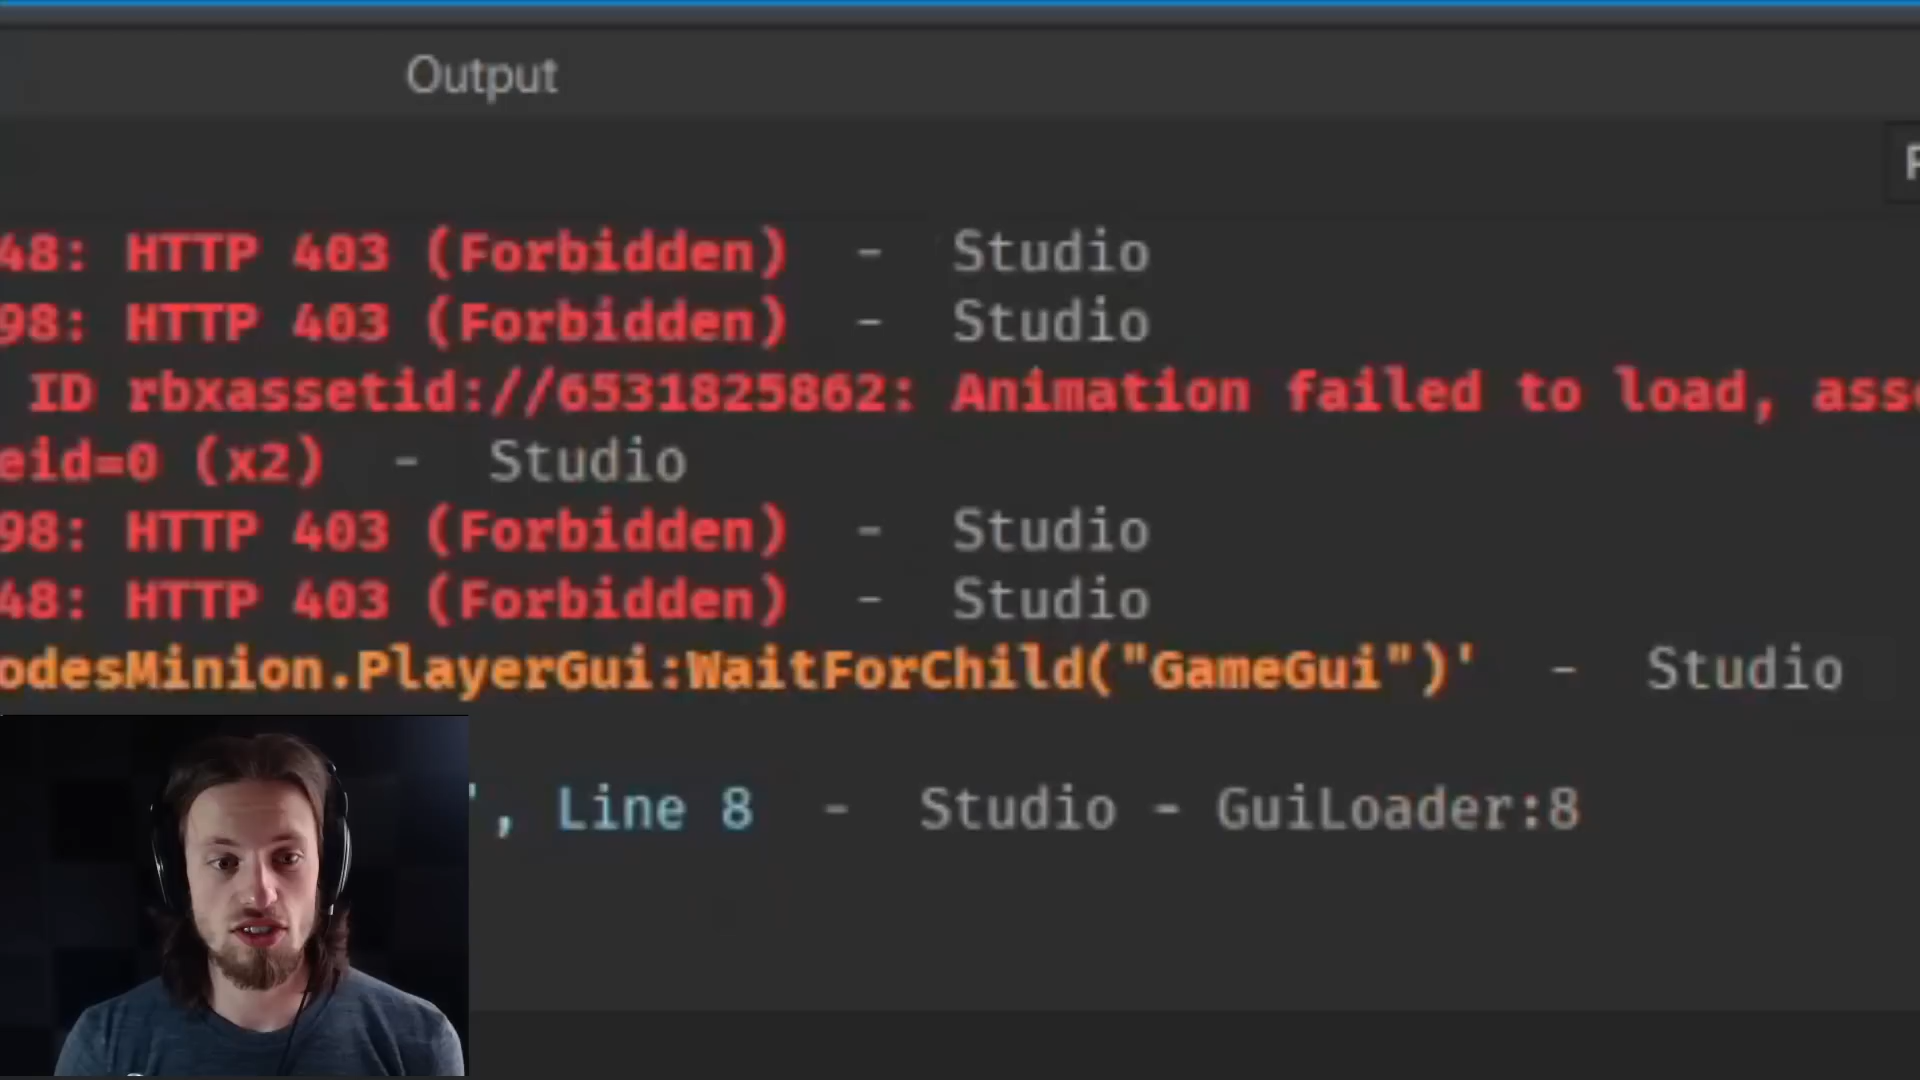 Output
48: HTTP 403 (Forbidden) - Studio
98: HTTP 403 (Forbidden) - Studio
ID rbxassetid://6531825862: Animation failed to load, asse
eid=0 (x2) - Studio
98: HTTP 403 (Forbidden) - Studio
48: HTTP 403 (Forbidden) - Studio
odesMinion.PlayerGui:WaitForChild("GameGui")' - Studio
', Line 8 - Studio - GuiLoader:8